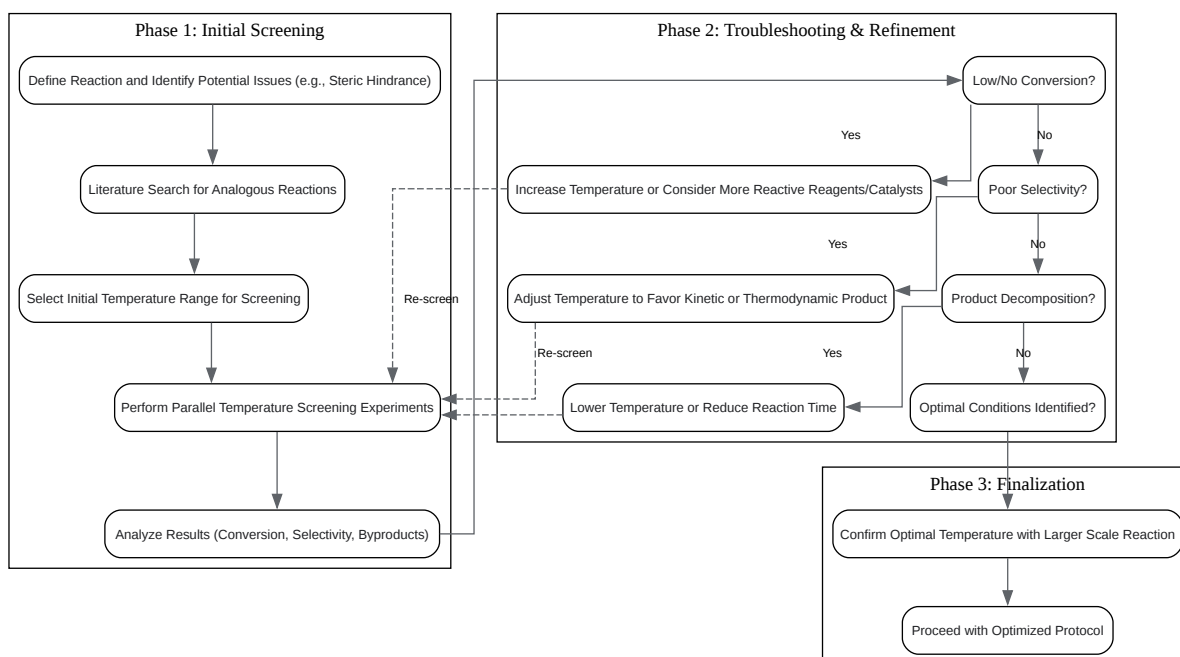 Phase 1: Initial Screening
Define Reaction and Identify Potential Issues (e.g., Steric Hindrance)
Literature Search for Analogous Reactions
Select Initial Temperature Range for Screening
Re-screen
Perform Parallel Temperature Screening Experiments
Analyze Results (Conversion, Selectivity, Byproducts)
Phase 2: Troubleshooting & Refinement
Low/No Conversion?
Yes
No
Increase Temperature or Consider More Reactive Reagents/Catalysts
Poor Selectivity?
Yes
No
Adjust Temperature to Favor Kinetic or Thermodynamic Product
Product Decomposition?
Re-screen
Yes
No
Lower Temperature or Reduce Reaction Time
Optimal Conditions Identified?
Phase 3: Finalization
Confirm Optimal Temperature with Larger Scale Reaction
Proceed with Optimized Protocol